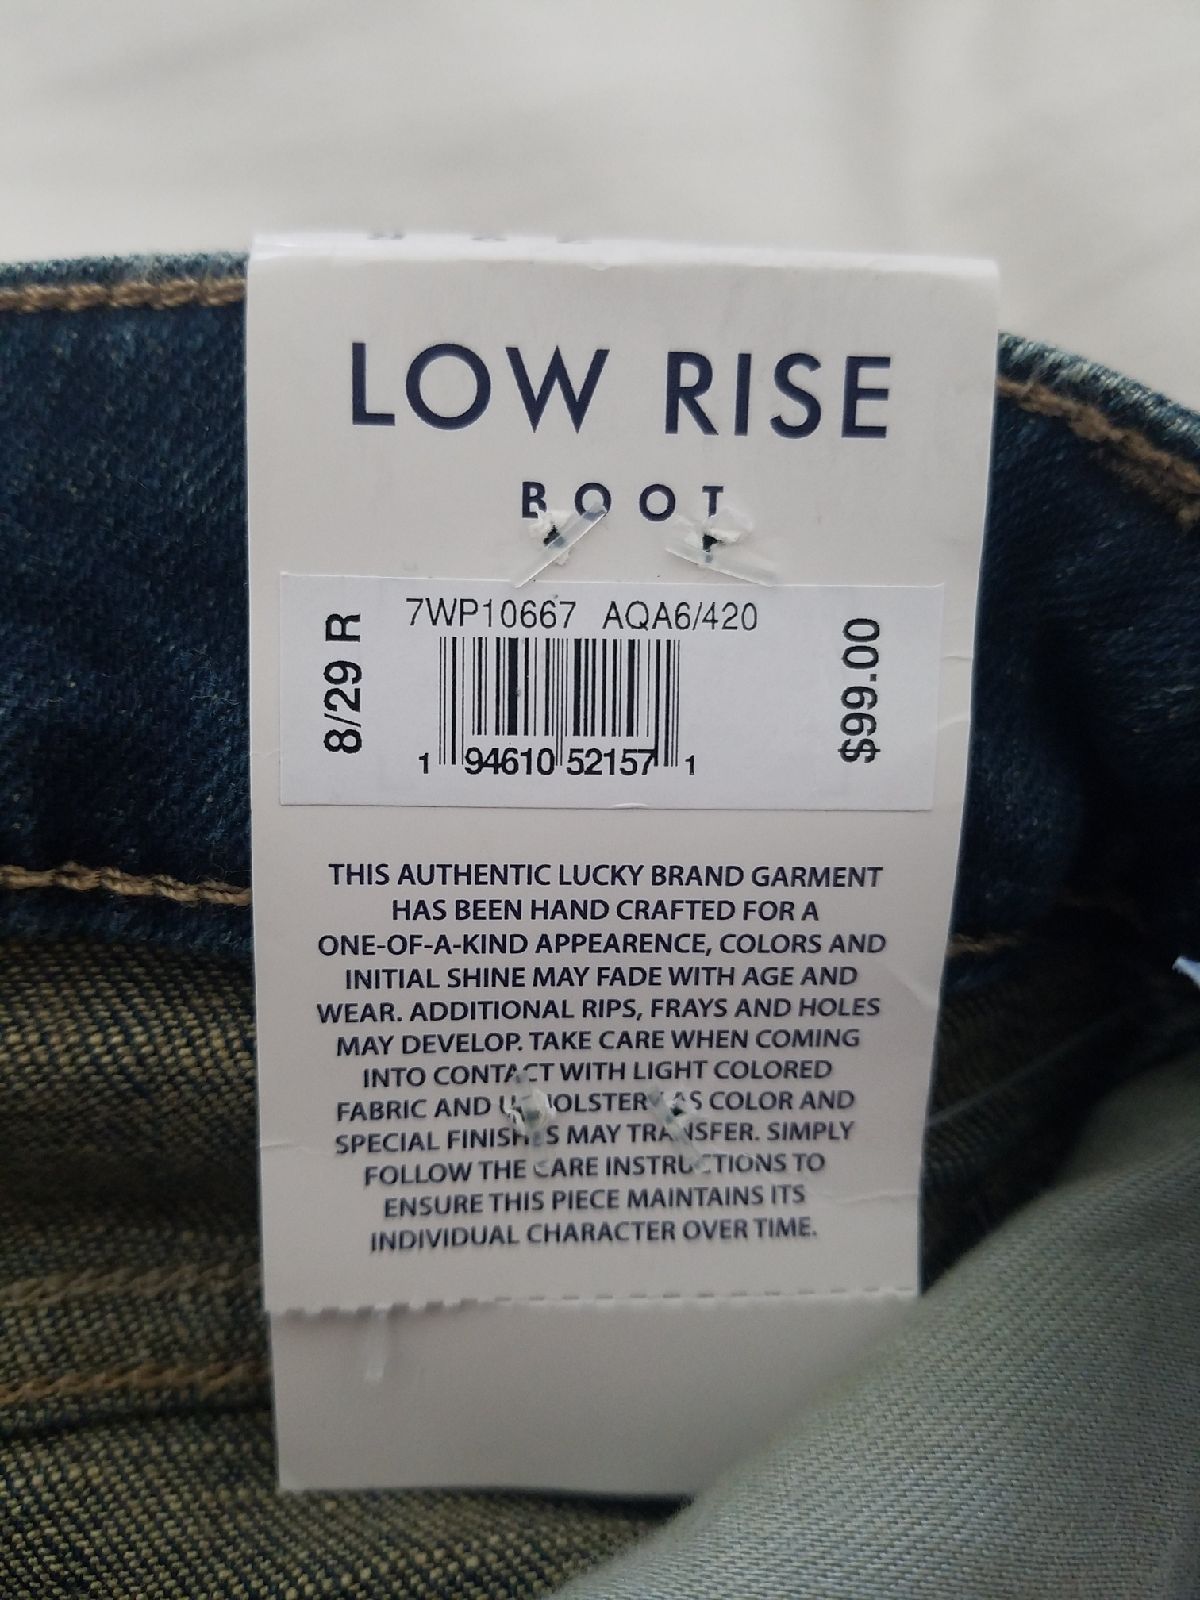 LOW RISE
BOOT
7WP10667 AQA6/420
8/29 R
$99.00
1 94610 52157 1
THIS AUTHENTIC LUCKY BRAND GARMENT
HAS BEEN HAND CRAFTED FOR A
ONE-OF-A-KIND APPEARENCE, COLORS AND
INITIAL SHINE MAY FADE WITH AGE AND
WEAR. ADDITIONAL RIPS, FRAYS AND HOLES
MAY DEVELOP. TAKE CARE WHEN COMING
INTO CONTACT WITH LIGHT COLORED
FABRIC AND UPHOLSTERY AS COLOR AND
SPECIAL FINISHES MAY TRANSFER. SIMPLY
FOLLOW THE CARE INSTRUCTIONS TO
ENSURE THIS PIECE MAINTAINS ITS
INDIVIDUAL CHARACTER OVER TIME.